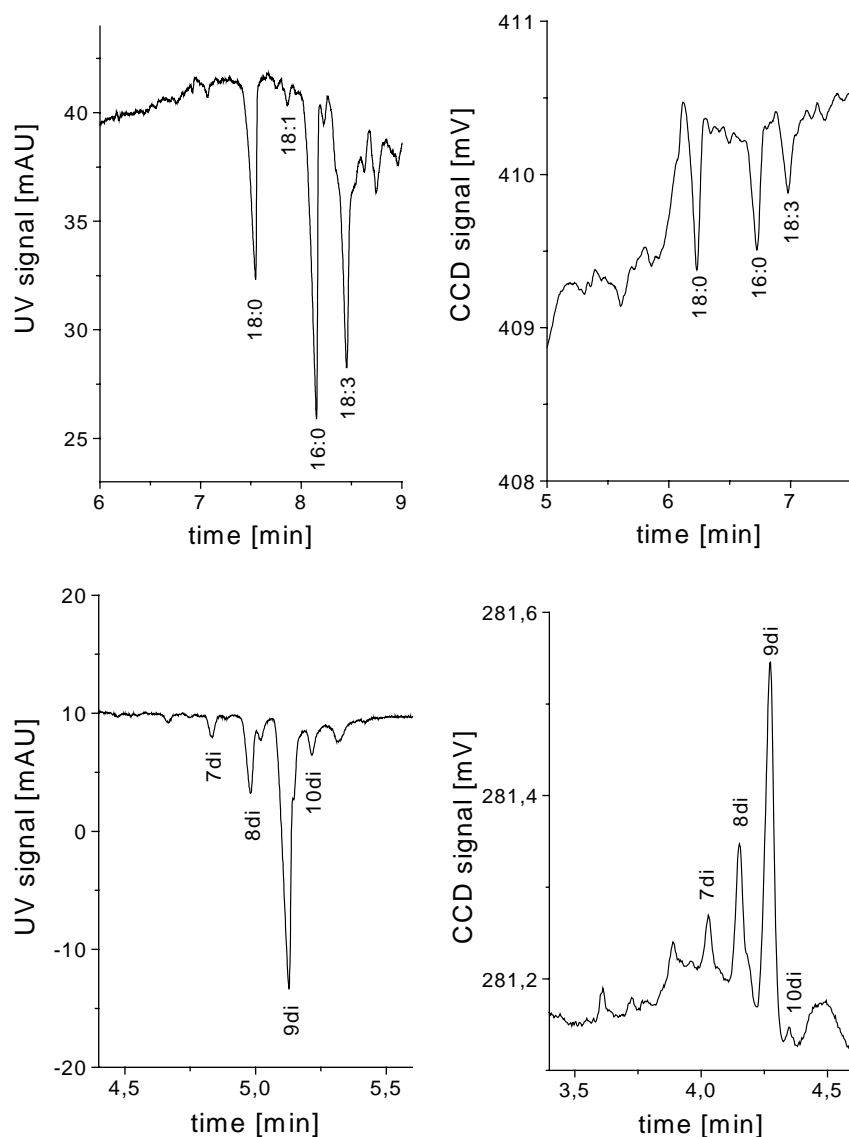 UV signal [mAU]
40
35
30
25
6
7
8
9
time [min]
18:0
18:1
16:0
18:3
CCD signal [mV]
411
410
409
408
5
6
7
time [min]
18:0
16:0
18:3
UV signal [mAU]
20
10
0
-10
-20
4,5
5,0
5,5
time [min]
7di
8di
9di
10di
CCD signal [mV]
281,6
281,4
281,2
3,5
4,0
4,5
time [min]
7di
8di
9di
10di